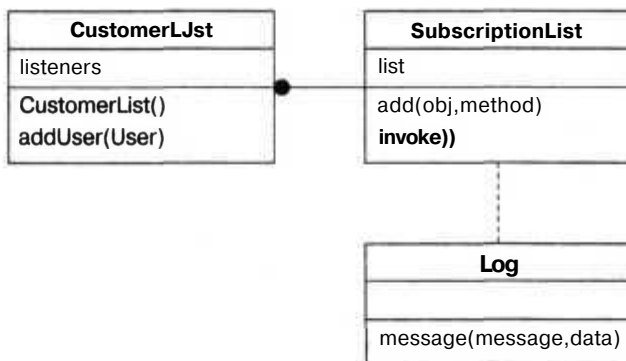 CustomerLJst
listeners
CustomerList()
addUser(User)
SubscriptionList
list
add(obj,method)
invoke))
Log
message(message,data)